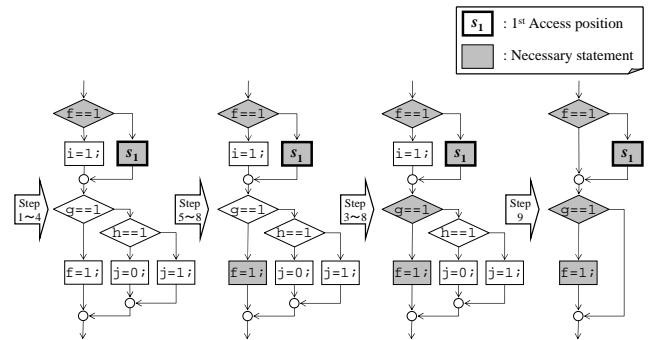 s1 : 1st Access position
: Necessary statement
f==1 f==1 f==1 f==1
i=1; s1 i=1; s1 i=1; s1 s1
Step 1～4 g==1 Step 5～8 g==1 Step 3～8 g==1 Step 9 g==1
h==1 h==1 h==1
f=1; j=0; j=1; f=1; j=0; j=1; f=1; j=0; j=1; f=1;